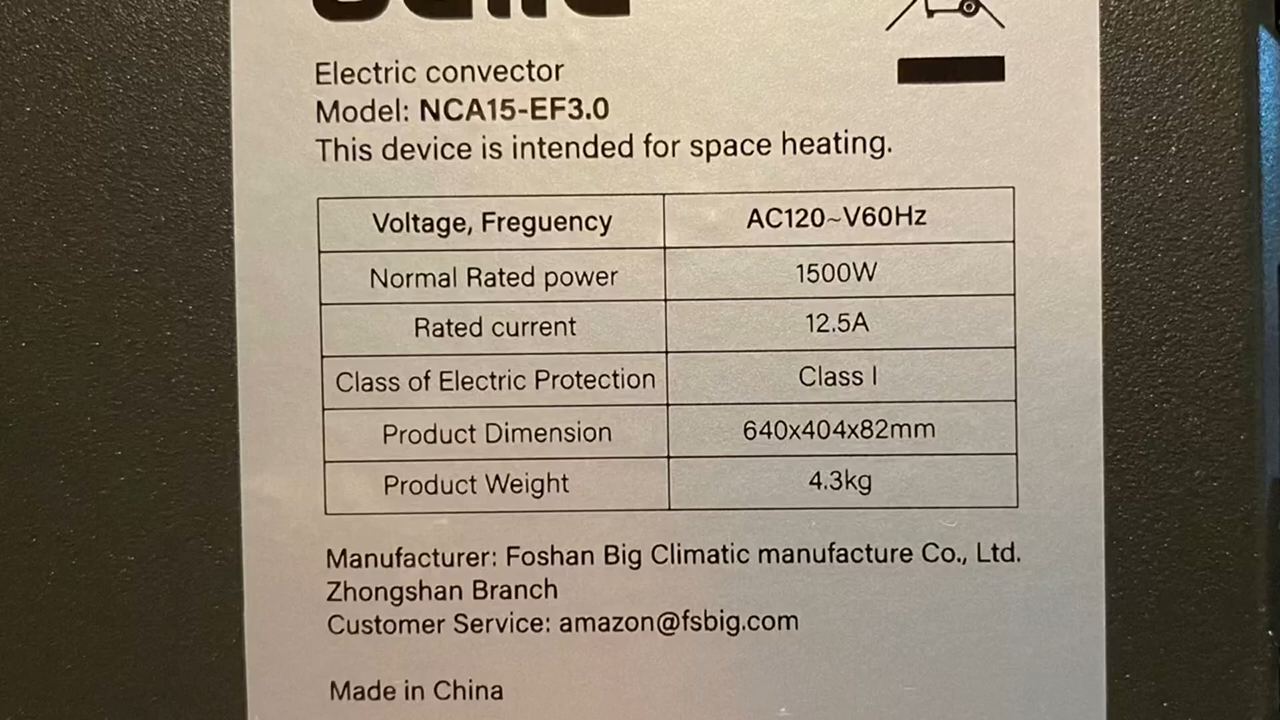 Electric convector
Model: NCA15-EF3.0
This device is intended for space heating.
Voltage, Freguency AC120~V60Hz
Normal Rated power 1500W
Rated current 12.5A
Class of Electric Protection Class I
Product Dimension 640x404x82mm
Product Weight 4.3kg
Manufacturer: Foshan Big Climatic manufacture Co., Ltd.
Zhongshan Branch
Customer Service: amazon@fsbig.com
Made in China